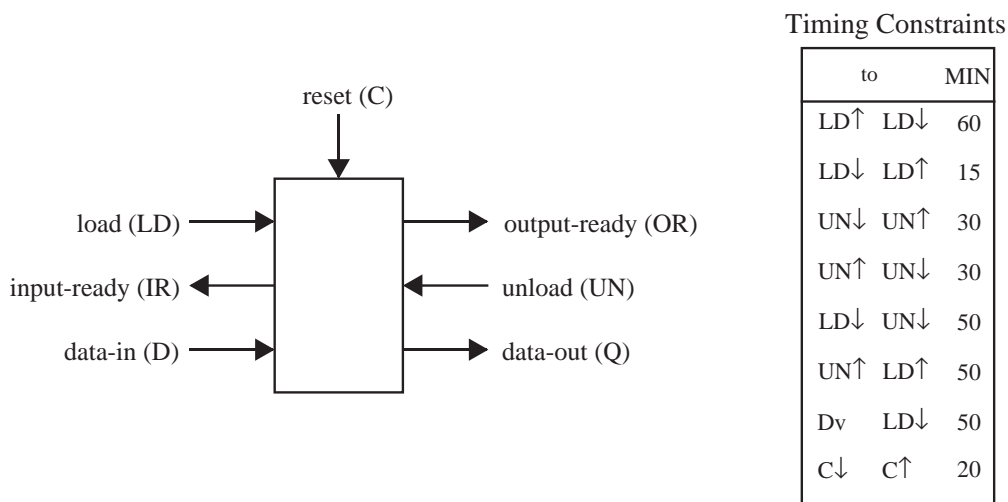 Timing Constraints
to MIN
LD↑ LD↓ 60
LD↓ LD↑ 15
UN↓ UN↑ 30
UN↑ UN↓ 30
LD↓ UN↓ 50
UN↑ LD↑ 50
Dv LD↓ 50
C↓ C↑ 20
reset (C)
load (LD)
output-ready (OR)
input-ready (IR)
unload (UN)
data-in (D)
data-out (Q)